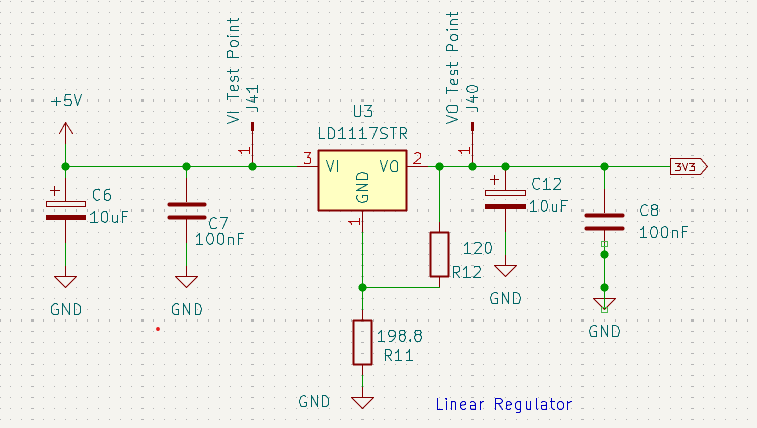 VI Test Point
J41
VO Test Point
J40
+5V
U3
LD1117STR
1
1
3
VI
VO
2
3V3
GND
1
+
C6
10uF
C7
100nF
+
C12
10uF
C8
100nF
120
R12
GND
GND
GND
GND
198.8
R11
GND
Linear Regulator